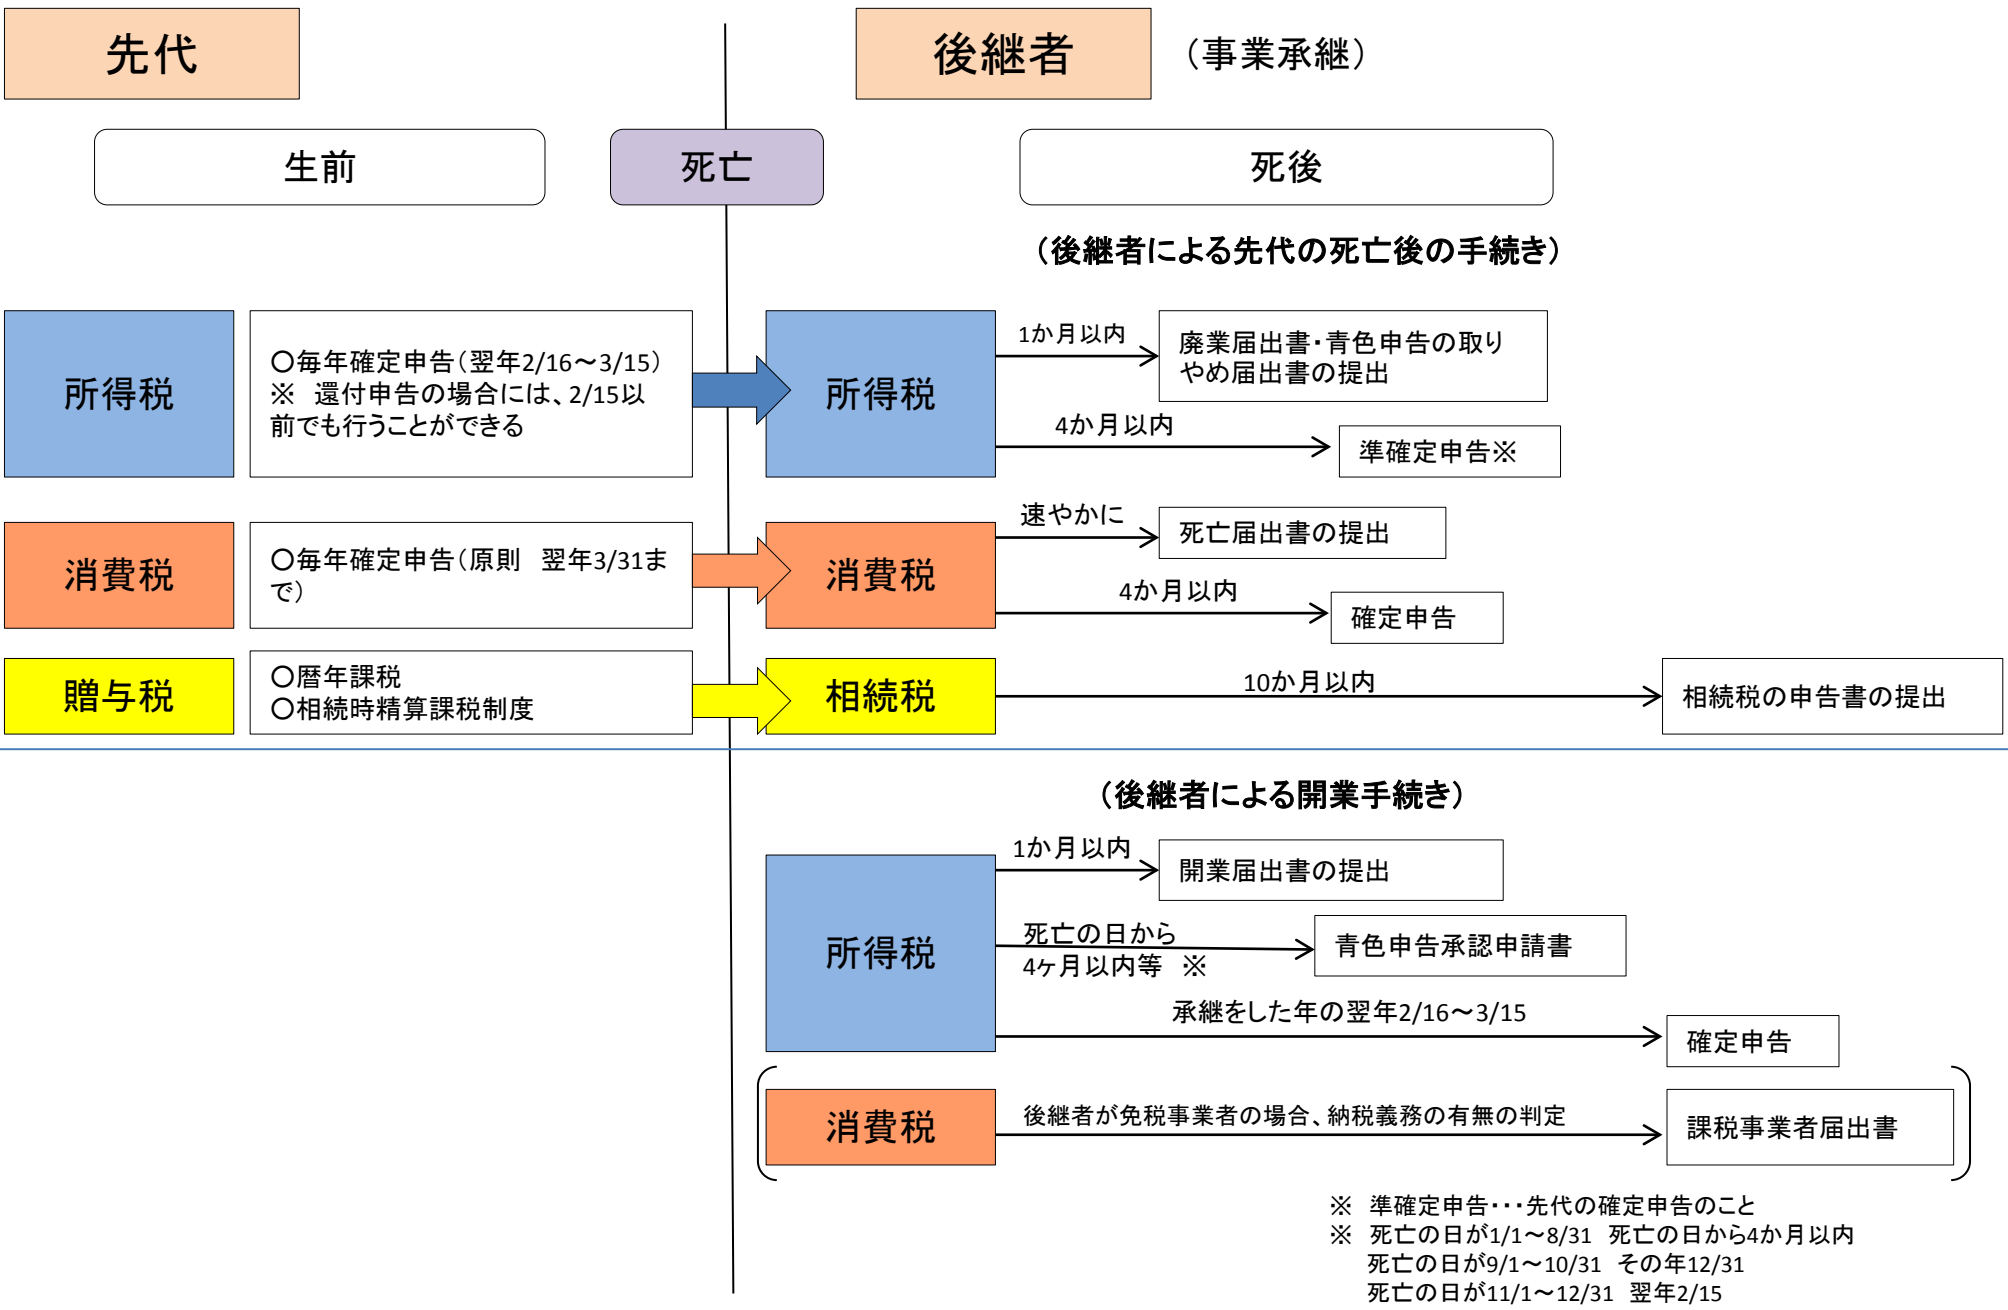 先代
後継者
（事業承継）
生前
死亡
死後
（後継者による先代の死亡後の手続き）
所得税
○毎年確定申告（翌年2/16～3/15）
※　還付申告の場合には、2/15以
前でも行うことができる
所得税
1か月以内
廃業届出書・青色申告の取り
やめ届出書の提出
4か月以内
準確定申告※
消費税
○毎年確定申告（原則　翌年3/31ま
で）
消費税
速やかに
死亡届出書の提出
4か月以内
確定申告
贈与税
○暦年課税
○相続時精算課税制度
相続税
10か月以内
相続税の申告書の提出
（後継者による開業手続き）
所得税
1か月以内
開業届出書の提出
死亡の日から
4ヶ月以内等　※
青色申告承認申請書
承継をした年の翌年2/16～3/15
確定申告
消費税
後継者が免税事業者の場合、納税義務の有無の判定
課税事業者届出書
※　準確定申告・・・先代の確定申告のこと
※　死亡の日が1/1～8/31　死亡の日から4か月以内
死亡の日が9/1～10/31　その年12/31
死亡の日が11/1～12/31　翌年2/15